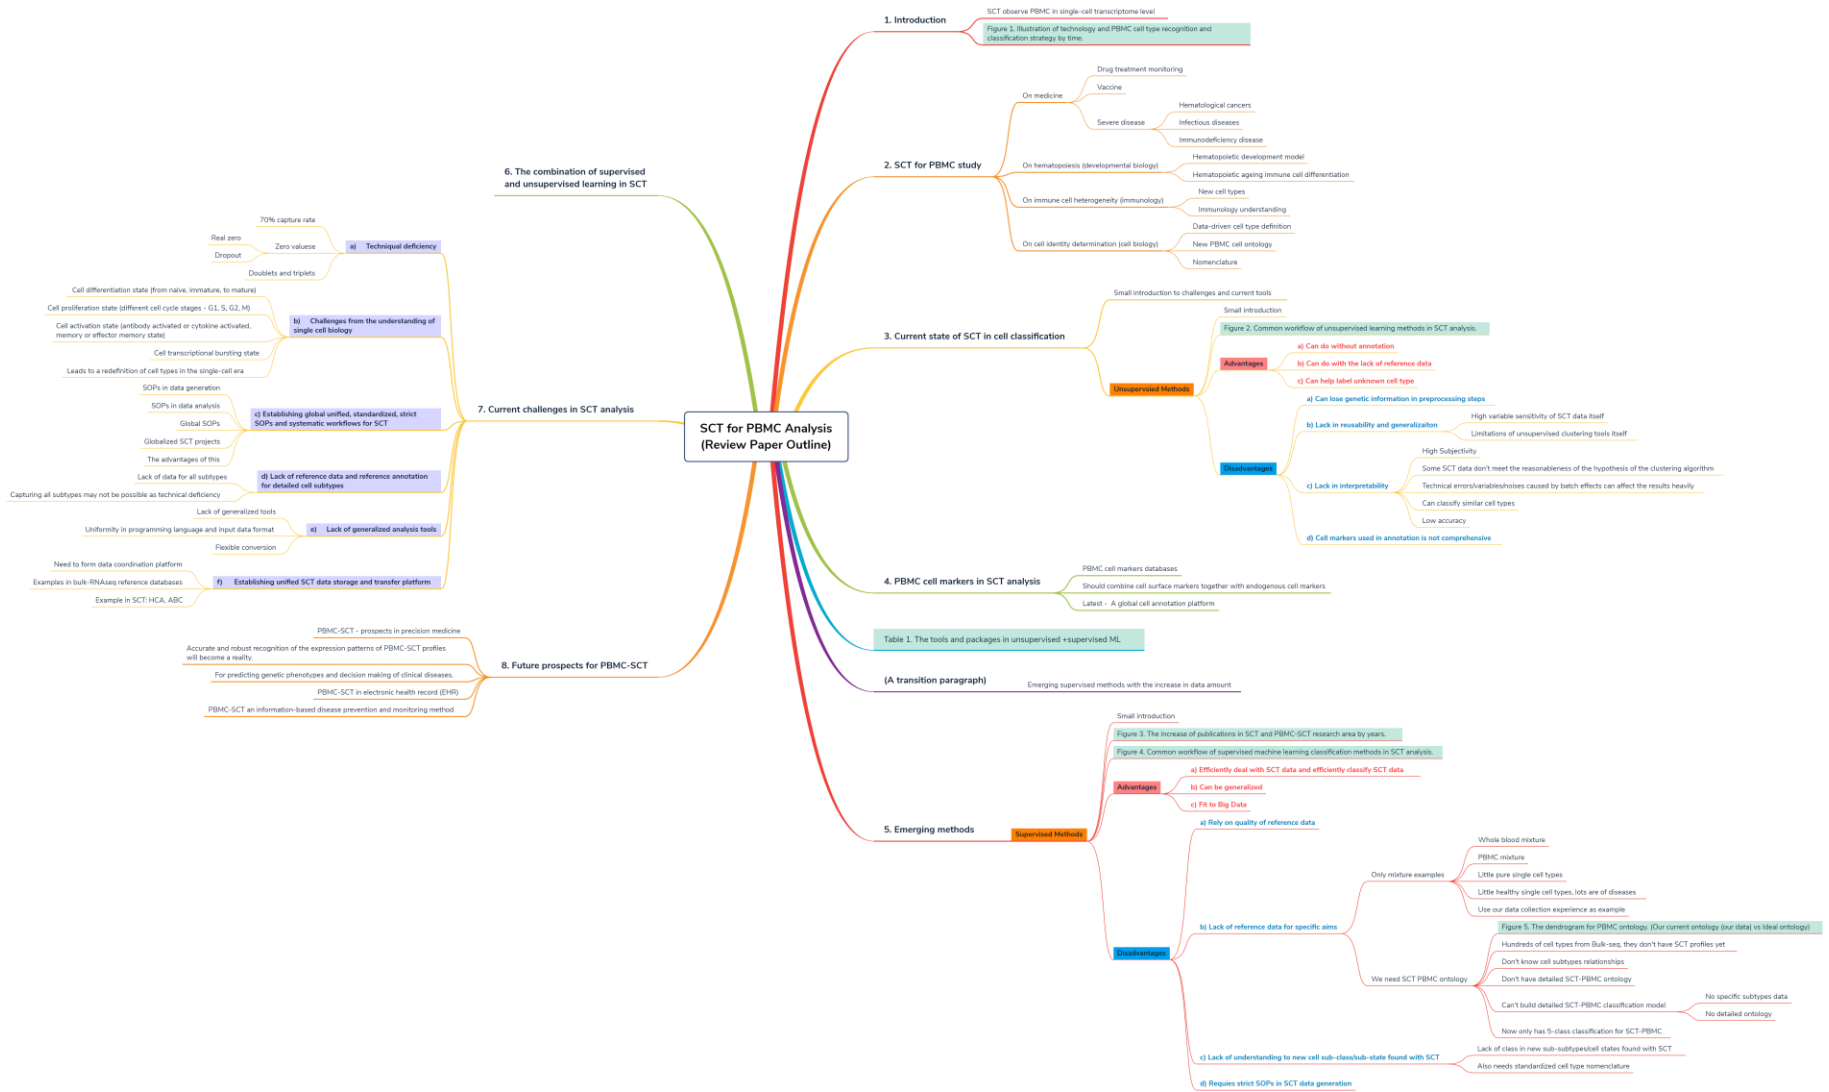 SCT for PBMC Analysis
(Review Paper Outline)
1. Introduction
SCT observe PBMC in single-cell transcriptome level
Figure 1. Illustration of technology and PBMC cell type recognition and
classification strategy by time.
2. SCT for PBMC study
On medicine
Drug treatment monitoring
Vaccine
Severe disease
Hematological cancers
Infectious diseases
Immunodeficiency disease
On hematopoiesis (developmental biology)
Hematopoietic development model
Hematopoietic ageing immune cell differentiation
On immune cell heterogeneity (immunology)
New cell types
Immunology understanding
On cell identity determination (cell biology)
Data-driven cell type definition
New PBMC cell ontology
Nomenclature
3. Current state of SCT in cell classification
Small introduction to challenges and current tools
Unsupervsied Methods
Small introduction
Figure 2. Common workflow of unsupervised learning methods in SCT analysis.
Advantages
a) Can do without annotation
b) Can do with the lack of reference data
c) Can help label unknown cell type
Disadvantages
a) Can lose genetic information in preprocessing steps
b) Lack in reusability and generalizaiton
High variable sensitivity of SCT data itself
Limitations of unsupervised clustering tools itself
c) Lack in interpretability
High Subjectivity
Some SCT data don't meet the reasonableness of the hypothesis of the clustering algorithm
Technical errors/variables/noises caused by batch effects can affect the results heavily
Can classify similar cell types
Low accuracy
d) Cell markers used in annotation is not comprehensive
4. PBMC cell markers in SCT analysis
PBMC cell markers databases
Should combine cell surface markers together with endogenous cell markers
Latest - A global cell annotation platform
Table 1. The tools and packages in unsupervised +supervised ML
(A transition paragraph)
Emerging supervised methods with the increase in data amount
5. Emerging methods
Supervised Methods
Small introduction
Figure 3. The increase of publications in SCT and PBMC-SCT research area by years.
Figure 4. Common workflow of supervised machine learning classification methods in SCT analysis.
Advantages
a) Efficiently deal with SCT data and efficiently classify SCT data
b) Can be generalized
c) Fit to Big Data
Disadvantages
a) Rely on quality of reference data
b) Lack of reference data for specific aims
Only mixture examples
Whole blood mixture
PBMC mixture
Little pure single cell types
Little healthy single cell types, lots are of diseases
Use our data collection experience as example
We need SCT PBMC ontology
Figure 5. The dendrogram for PBMC ontology. (Our current ontology (our data) vs Ideal ontology)
Hundreds of cell types from Bulk-seq, they don't have SCT profiles yet
Don't know cell subtypes relationships
Don't have detailed SCT-PBMC ontology
Can't build detailed SCT-PBMC classification model
No specific subtypes data
No detailed ontology
Now only has 5-class classification for SCT-PBMC
c) Lack of understanding to new cell sub-class/sub-state found with SCT
Lack of class in new sub-subtypes/cell states found with SCT
Also needs standardized cell type nomenclature
d) Requies strict SOPs in SCT data generation
6. The combination of supervised
and unsupervised learning in SCT
7. Current challenges in SCT analysis
a) Techniqual deficiency
70% capture rate
Zero valuese
Real zero
Dropout
Doublets and triplets
b) Challenges from the understanding of
single cell biology
Cell differentiation state (from naive, immature, to mature)
Cell proliferation state (different cell cycle stages - G1, S, G2, M)
Cell activation state (antibody activated or cytokine activated,
memory or effector memory state)
Cell transcriptional bursting state
Leads to a redefinition of cell types in the single-cell era
c) Establishing global unified, standardized, strict
SOPs and systematic workflows for SCT
SOPs in data generation
SOPs in data analysis
Global SOPs
Globalized SCT projects
The advantages of this
d) Lack of reference data and reference annotation
for detailed cell subtypes
Lack of data for all subtypes
Capturing all subtypes may not be possible as technical deficiency
e) Lack of generalized analysis tools
Lack of generalized tools
Uniformity in programming language and input data format
Flexible conversion
f) Establishing unified SCT data storage and transfer platform
Need to form data coordination platform
Examples in bulk-RNAseq reference databases
Example in SCT: HCA, ABC
8. Future prospects for PBMC-SCT
PBMC-SCT - prospects in precision medicine
Accurate and robust recognition of the expression patterns of PBMC-SCT profiles
will become a reality.
For predicting genetic phenotypes and decision making of clinical diseases.
PBMC-SCT in electronic health record (EHR)
PBMC-SCT an information-based disease prevention and monitoring method